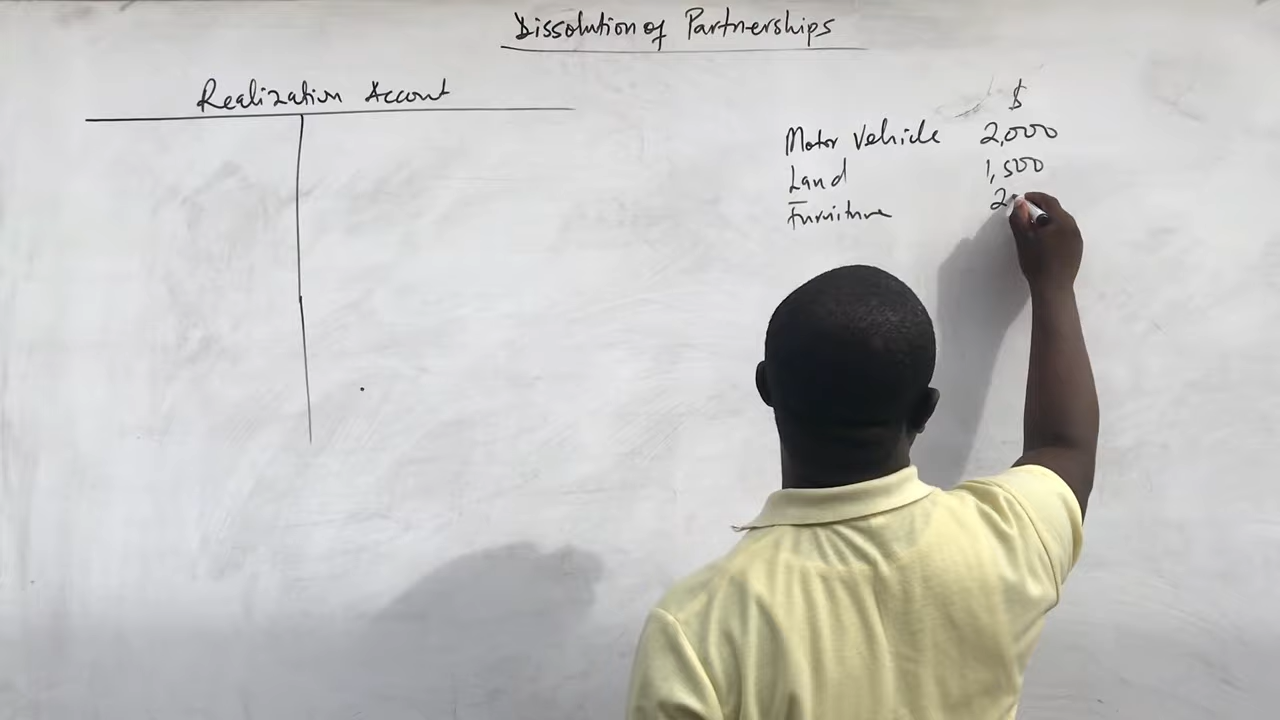 Dissolution of Partnerships
Realization Account
$
Motor Vehicle 2,000
Land 1,500
Furniture 2